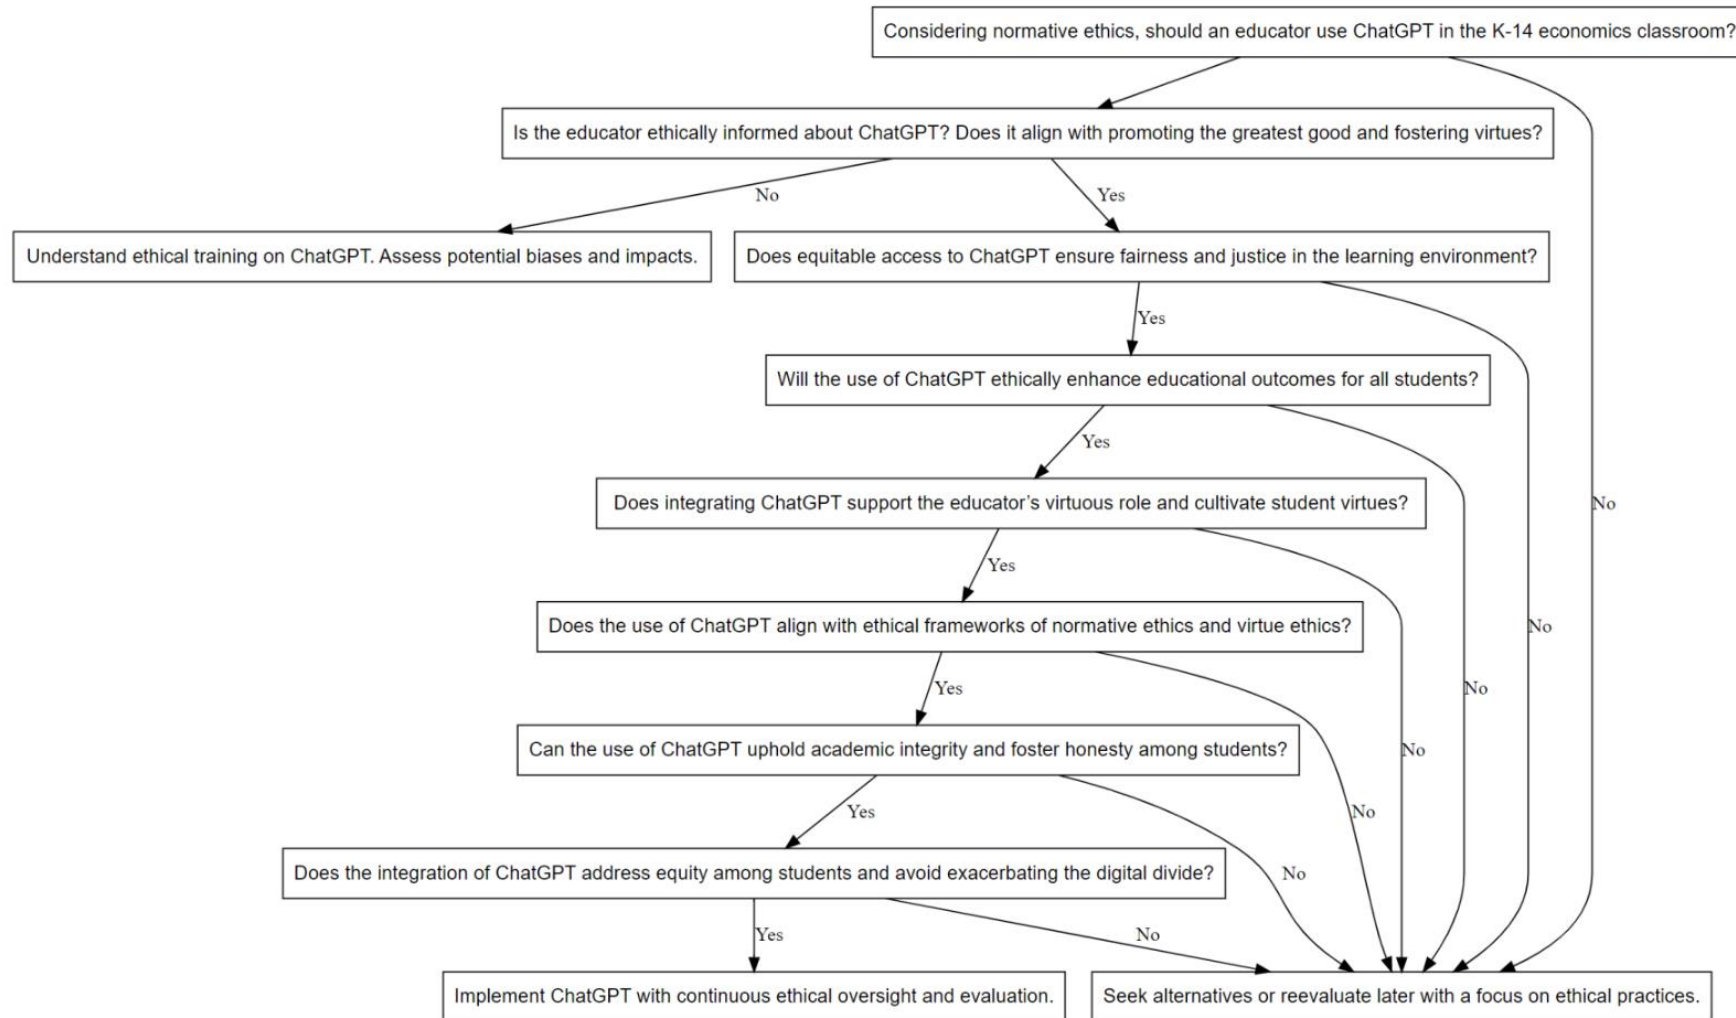 Considering normative ethics, should an educator use ChatGPT in the K-14 economics classroom?
Is the educator ethically informed about ChatGPT? Does it align with promoting the greatest good and fostering virtues?
No
Yes
Understand ethical training on ChatGPT. Assess potential biases and impacts.
Does equitable access to ChatGPT ensure fairness and justice in the learning environment?
Yes
Will the use of ChatGPT ethically enhance educational outcomes for all students?
Yes
Does integrating ChatGPT support the educator’s virtuous role and cultivate student virtues?
No
Yes
Does the use of ChatGPT align with ethical frameworks of normative ethics and virtue ethics?
No
Yes
No
Can the use of ChatGPT uphold academic integrity and foster honesty among students?
No
Yes
No
Does the integration of ChatGPT address equity among students and avoid exacerbating the digital divide?
No
Yes
No
Implement ChatGPT with continuous ethical oversight and evaluation.
Seek alternatives or reevaluate later with a focus on ethical practices.